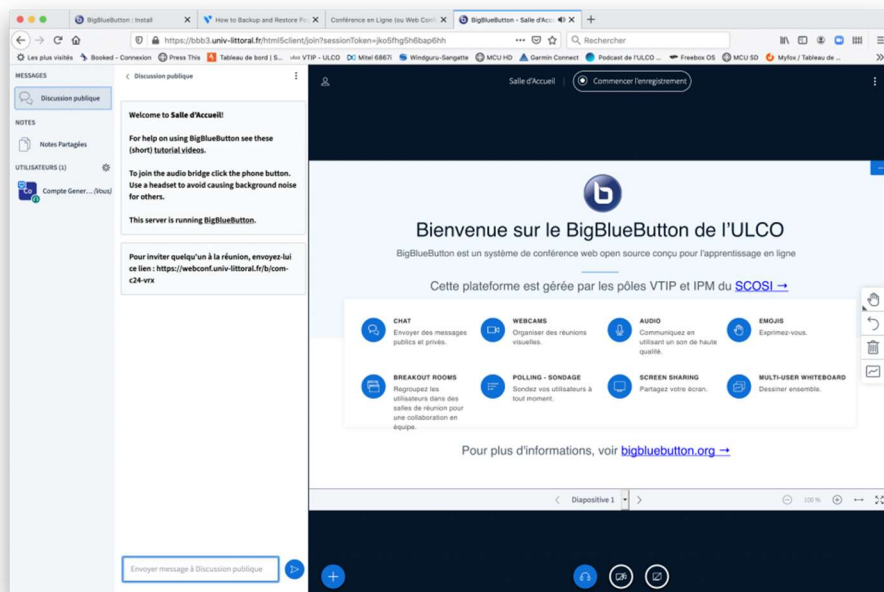 BigBlueButton : Install
How to Backup and Restore Po
Conférence en Ligne (ou Web Conf
BigBlueButton - Salle d'Acc
https://bbb3.univ-littoral.fr/html5client/join?sessionToken=jko5fhg5h6bap6hh
Rechercher
Les plus visités
Booked - Connexion
Press This
Tableau de bord | S...
VTIP - ULCO
Mitel 6867i
Windguru-Sangatte
MCU HD
Garmin Connect
Podcast de l'ULCO ...
Freebox OS
MCU SD
Myfox / Tableau de ...
MESSAGES
Discussion publique
NOTES
Notes Partagées
UTILISATEURS (1)
Co
Compte Gener... (Vous)
Discussion publique
Welcome to Salle d'Accueil!
For help on using BigBlueButton see these
(short) tutorial videos.
To join the audio bridge click the phone button.
Use a headset to avoid causing background noise
for others.
This server is running BigBlueButton.
Pour inviter quelqu'un à la réunion, envoyez-lui
ce lien : https://webconf.univ-littoral.fr/b/com-
c24-vrx
Envoyer message à Discussion publique
Salle d'Accueil
Commencer l'enregistrement
b
Bienvenue sur le BigBlueButton de l'ULCO
BigBlueButton est un système de conférence web open source conçu pour l'apprentissage en ligne
Cette plateforme est gérée par les pôles VTIP et IPM du SCOSI →
CHAT
Envoyer des messages
publics et privés.
WEBCAMS
Organiser des réunions
visuelles.
AUDIO
Communiquez en
utilisant un son de haute
qualité.
EMOJIS
Exprimez-vous.
BREAKOUT ROOMS
Regroupez les
utilisateurs dans des
salles de réunion pour
une collaboration en
équipe.
POLLING - SONDAGE
Sondez vos utilisateurs à
tout moment.
SCREEN SHARING
Partagez votre écran.
MULTI-USER WHITEBOARD
Dessiner ensemble.
Pour plus d'informations, voir bigbluebutton.org →
Diapositive 1
100 %